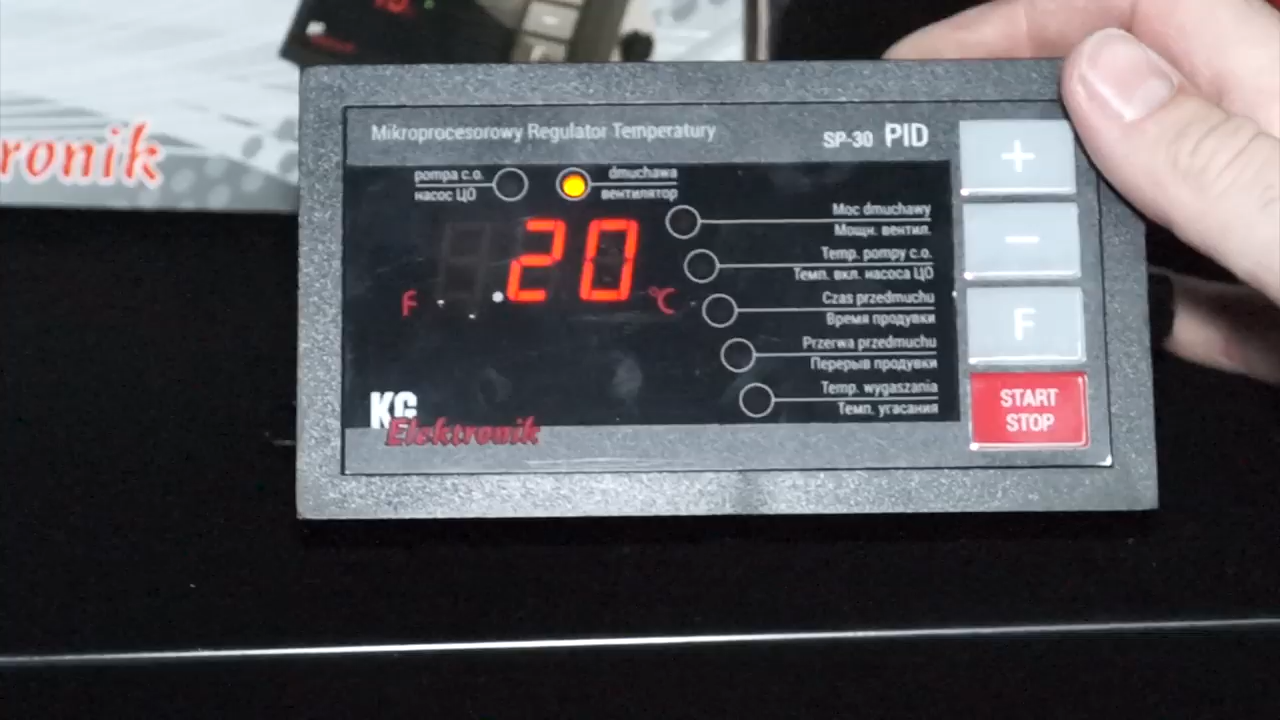 ronik
Mikroprocesorowy Regulator Temperatury
SP-30 PID
pompa c.o.
насос ЦО
dmuchawa
вентилятор
20
F
°C
Moc dmuchawy
Мощн. вентил.
Temp. pompy c.o.
Темп. вкл. насоса ЦО
Czas przedmuchu
Время продувки
Przerwa przedmuchu
Перерыв продувки
Temp. wygaszania
Темп. угасания
KG
Elektronik
+
-
F
START
STOP